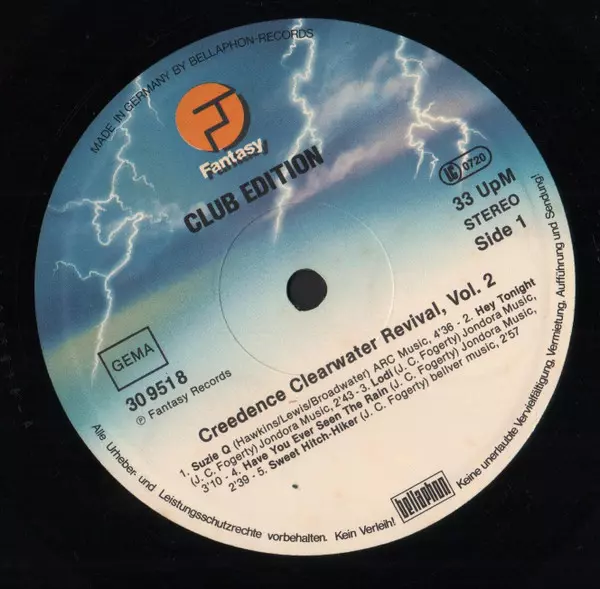 MADE IN GERMANY BY BELLAPHON-RECORDS
Fantasy
CLUB EDITION
LC 0720
33 UpM
STEREO
Side 1
GEMA
30 9518
℗ Fantasy Records
Creedence Clearwater Revival, Vol. 2
1. Suzie Q (Hawkins/Lewis/Broadwater) ARC Music, 4'36 - 2. Hey Tonight
(J. C. Fogerty) Jondora Music, 2'43 - 3. Lodi (J. C. Fogerty) Jondora Music,
3'10 - 4. Have You Ever Seen The Rain (J. C. Fogerty) Jondora Music,
2'39 - 5. Sweet Hitch-Hiker (J. C. Fogerty) beliver music, 2'57
bellaphon
Alle Urheber- und Leistungsschutzrechte vorbehalten. Kein Verleih! Keine unerlaubte Vervielfältigung, Vermietung, Aufführung und Sendung!